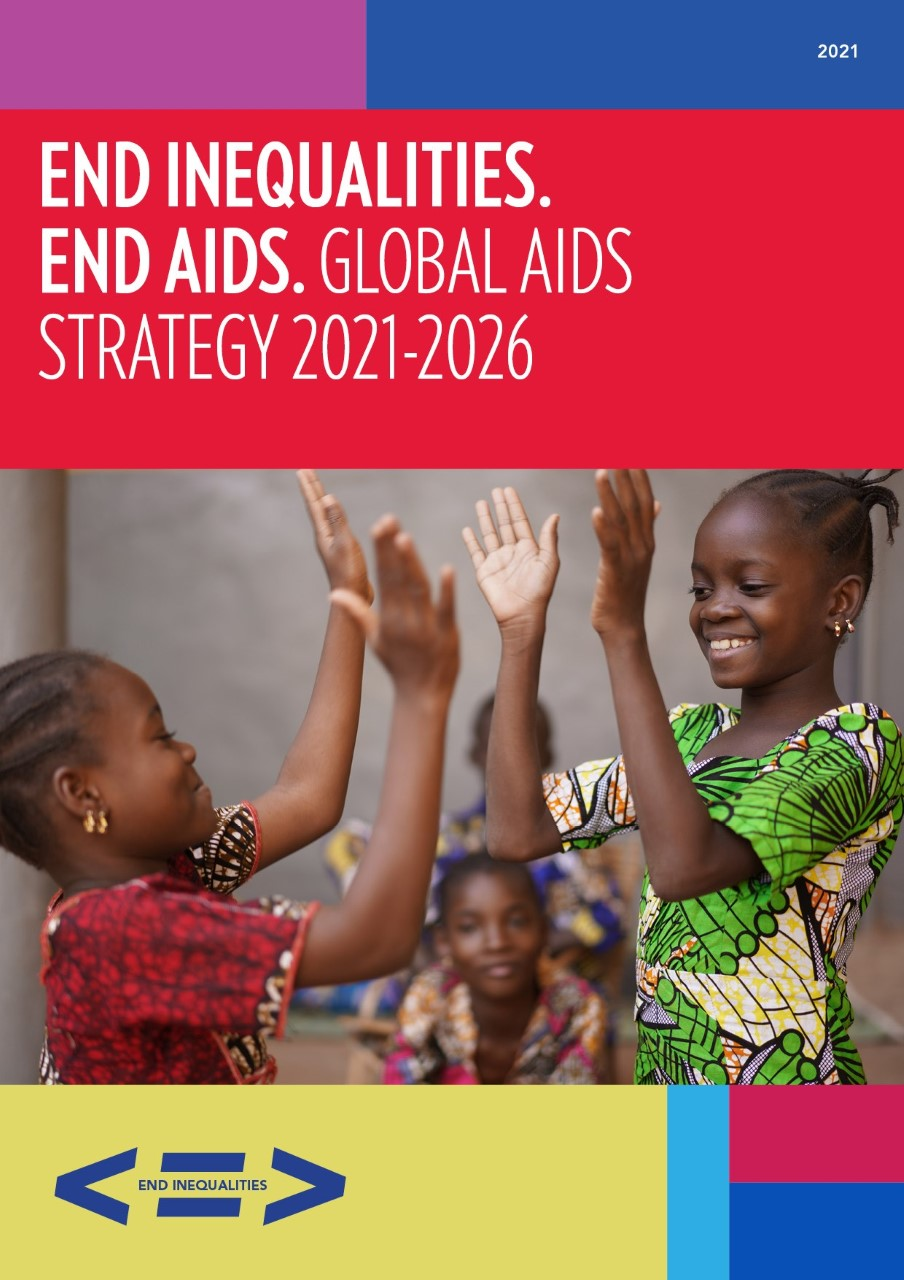 2021
END INEQUALITIES.
END AIDS. GLOBAL AIDS
STRATEGY 2021-2026
END INEQUALITIES